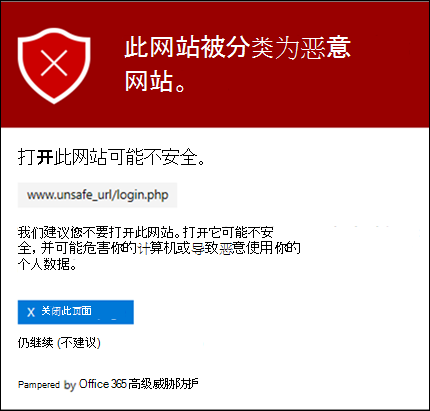 此网站被分类为恶意
网站。
打开此网站可能不安全。
www.unsafe_url/login.php
我们建议您不要打开此网站。打开它可能不安
全，并可能危害你的计算机或导致恶意使用你的
个人数据。
X 关闭此页面
仍继续 (不建议)
Pampered by Office 365 高级威胁防护